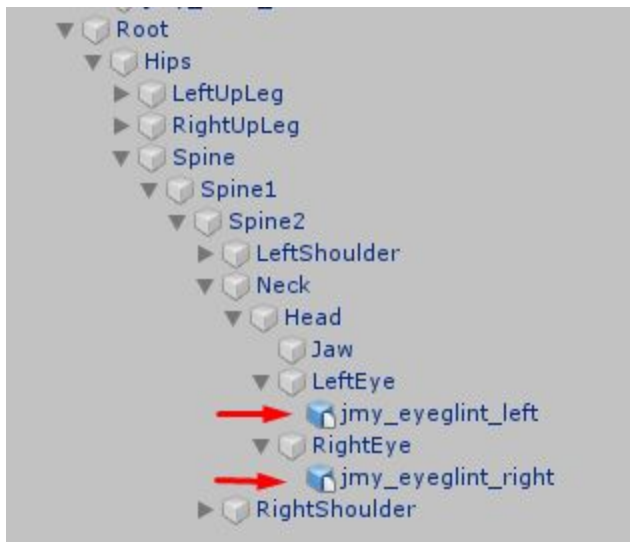 Root
Hips
LeftUpLeg
RightUpLeg
Spine
Spine1
Spine2
LeftShoulder
Neck
Head
Jaw
LeftEye
jmy_eyeglint_left
RightEye
jmy_eyeglint_right
RightShoulder